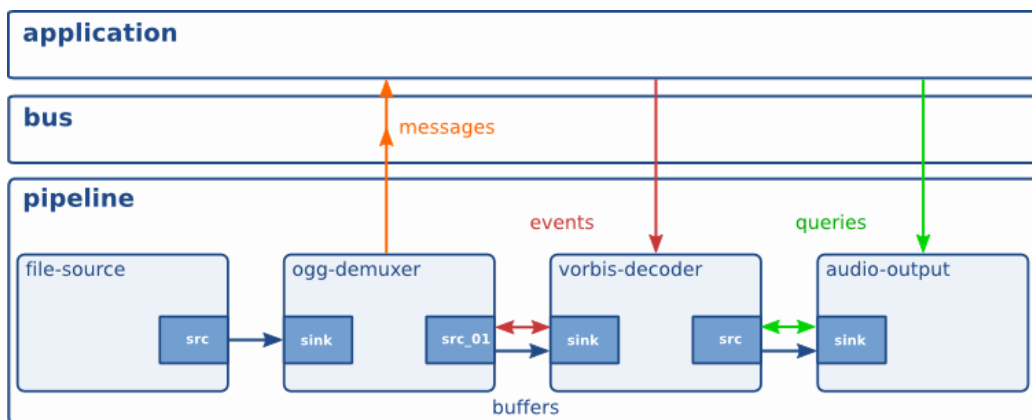 application
bus
messages
pipeline
events
queries
file-source
ogg-demuxer
vorbis-decoder
audio-output
src
sink
src_01
sink
src
sink
buffers